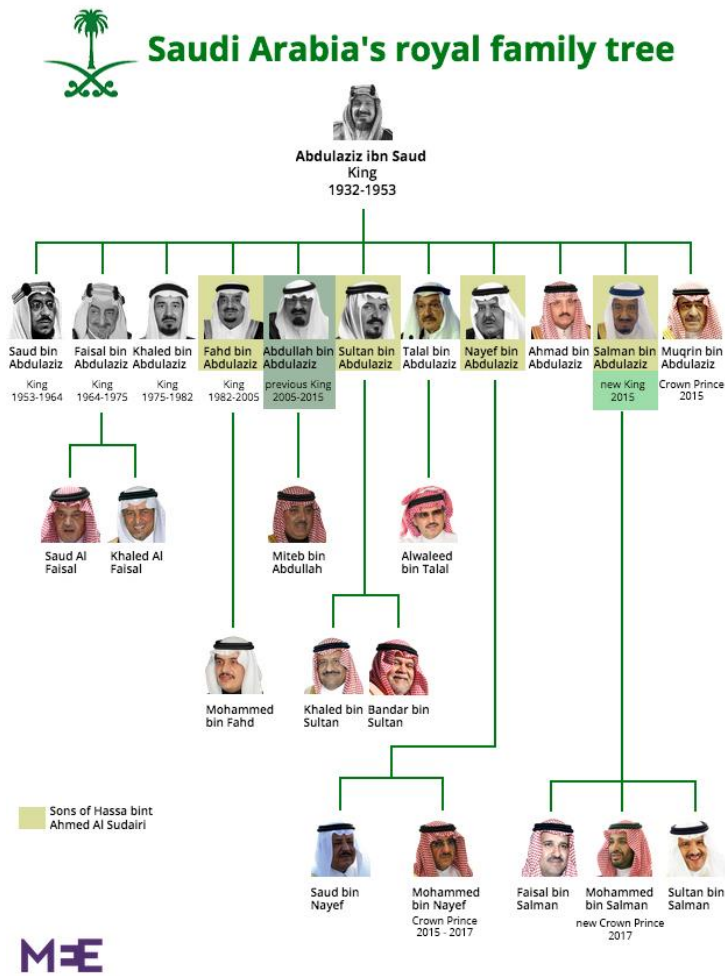 Saudi Arabia's royal family tree
Abdulaziz ibn Saud
King
1932-1953
Saud bin
Abdulaziz
King
1953-1964
Faisal bin
Abdulaziz
King
1964-1975
Khaled bin
Abdulaziz
King
1975-1982
Fahd bin
Abdulaziz
King
1982-2005
Abdullah bin
Abdulaziz
previous King
2005-2015
Sultan bin
Abdulaziz
Talal bin
Abdulaziz
Nayef bin
Abdulaziz
Ahmad bin
Abdulaziz
Salman bin
Abdulaziz
new King
2015
Muqrin bin
Abdulaziz
Crown Prince
2015
Saud Al
Faisal
Khaled Al
Faisal
Miteb bin
Abdullah
Alwaleed
bin Talal
Mohammed
bin Fahd
Khaled bin
Sultan
Bandar bin
Sultan
Sons of Hassa bint
Ahmed Al Sudairi
Saud bin
Nayef
Mohammed
bin Nayef
Crown Prince
2015 - 2017
Faisal bin
Salman
Mohammed
bin Salman
new Crown Prince
2017
Sultan bin
Salman
MEE